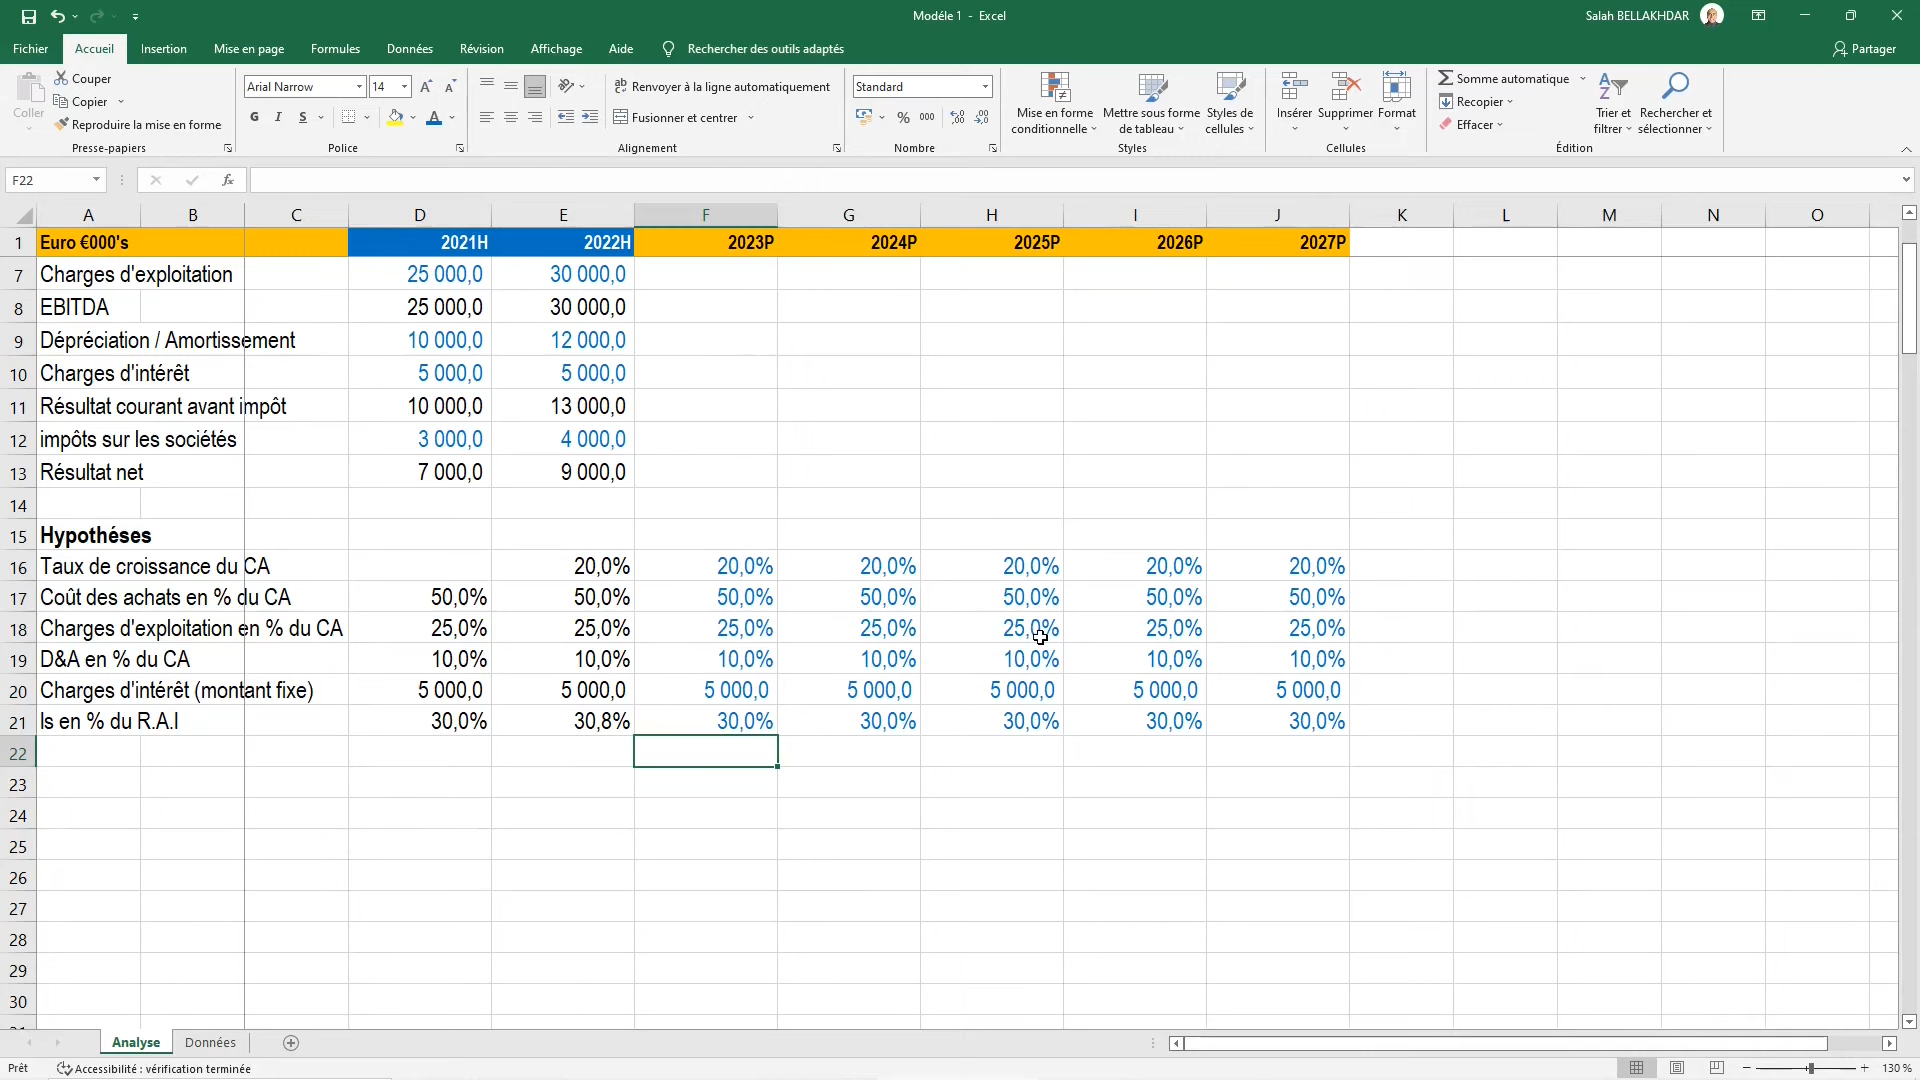 Modéle 1 - Excel
Salah BELLAKHDAR
Fichier Accueil Insertion Mise en page Formules Données Révision Affichage Aide Rechercher des outils adaptés Partager
Coller
Couper
Copier
Reproduire la mise en forme
Presse-papiers
Arial Narrow 14
G I S
Police
Renvoyer à la ligne automatiquement
Fusionner et centrer
Alignement
Standard
% 000
Nombre
Mise en forme conditionnelle
Mettre sous forme de tableau
Styles de cellules
Styles
Insérer Supprimer Format
Cellules
Somme automatique
Recopier
Effacer
Trier et filtrer
Rechercher et sélectionner
Édition
F22
fx
A B C D E F G H I J K L M N O
1 Euro €000's 2021H 2022H 2023P 2024P 2025P 2026P 2027P
7 Charges d'exploitation 25 000,0 30 000,0
8 EBITDA 25 000,0 30 000,0
9 Dépréciation / Amortissement 10 000,0 12 000,0
10 Charges d'intérêt 5 000,0 5 000,0
11 Résultat courant avant impôt 10 000,0 13 000,0
12 impôts sur les sociétés 3 000,0 4 000,0
13 Résultat net 7 000,0 9 000,0
14
15 Hypothéses
16 Taux de croissance du CA 20,0% 20,0% 20,0% 20,0% 20,0% 20,0%
17 Coût des achats en % du CA 50,0% 50,0% 50,0% 50,0% 50,0% 50,0% 50,0%
18 Charges d'exploitation en % du CA 25,0% 25,0% 25,0% 25,0% 25,0% 25,0% 25,0%
19 D&A en % du CA 10,0% 10,0% 10,0% 10,0% 10,0% 10,0% 10,0%
20 Charges d'intérêt (montant fixe) 5 000,0 5 000,0 5 000,0 5 000,0 5 000,0 5 000,0 5 000,0
21 Is en % du R.A.I 30,0% 30,8% 30,0% 30,0% 30,0% 30,0% 30,0%
22
23
24
25
26
27
28
29
30
Analyse Données
Prêt Accessibilité : vérification terminée 130 %